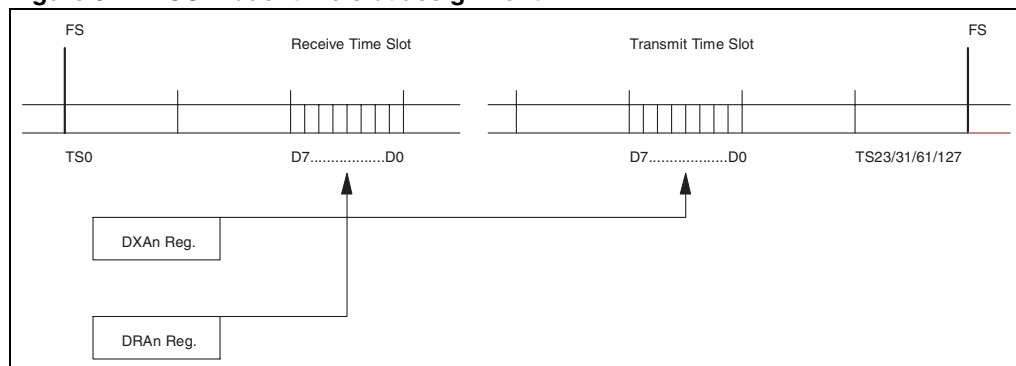 FS
FS
Receive Time Slot
Transmit Time Slot
TS0
D7..................D0
D7...................D0
TS23/31/61/127
DXAn Reg.
DRAn Reg.